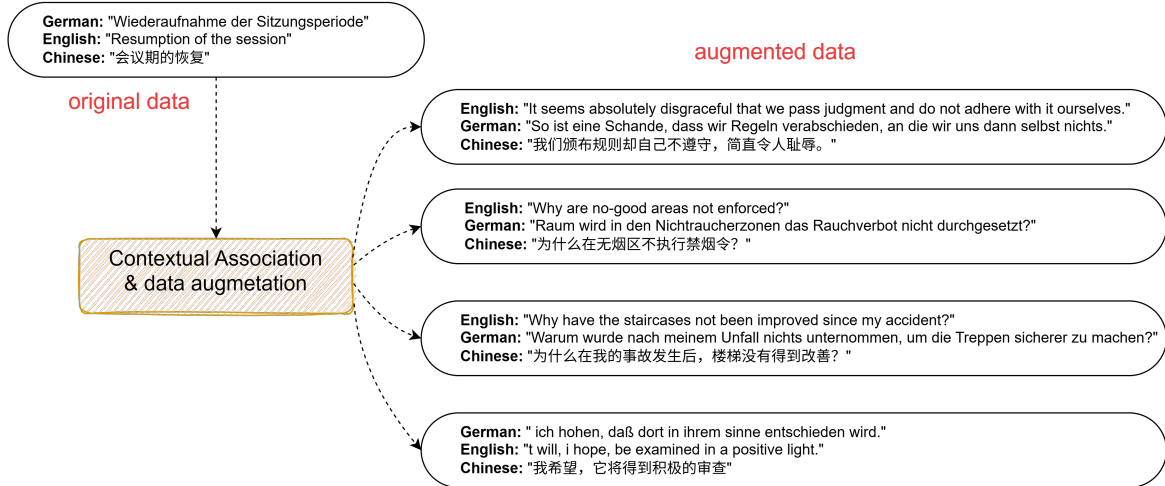 German: "Wiederaufnahme der Sitzungsperiode"
English: "Resumption of the session"
Chinese: "会议期的恢复"
original data
augmented data
Contextual Association
& data augmetation
English: "It seems absolutely disgraceful that we pass judgment and do not adhere with it ourselves."
German: "So ist eine Schande, dass wir Regeln verabschieden, an die wir uns dann selbst nichts."
Chinese: "我们颁布规则却自己不遵守，简直令人耻辱。"
English: "Why are no-good areas not enforced?"
German: "Raum wird in den Nichtraucherzonen das Rauchverbot nicht durchgesetzt?"
Chinese: "为什么在无烟区不执行禁烟令？"
English: "Why have the staircases not been improved since my accident?"
German: "Warum wurde nach meinem Unfall nichts unternommen, um die Treppen sicherer zu machen?"
Chinese: "为什么在我的事故发生后，楼梯没有得到改善？"
German: " ich hohen, daß dort in ihrem sinne entschieden wird."
English: "t will, i hope, be examined in a positive light."
Chinese: "我希望，它将得到积极的审查"